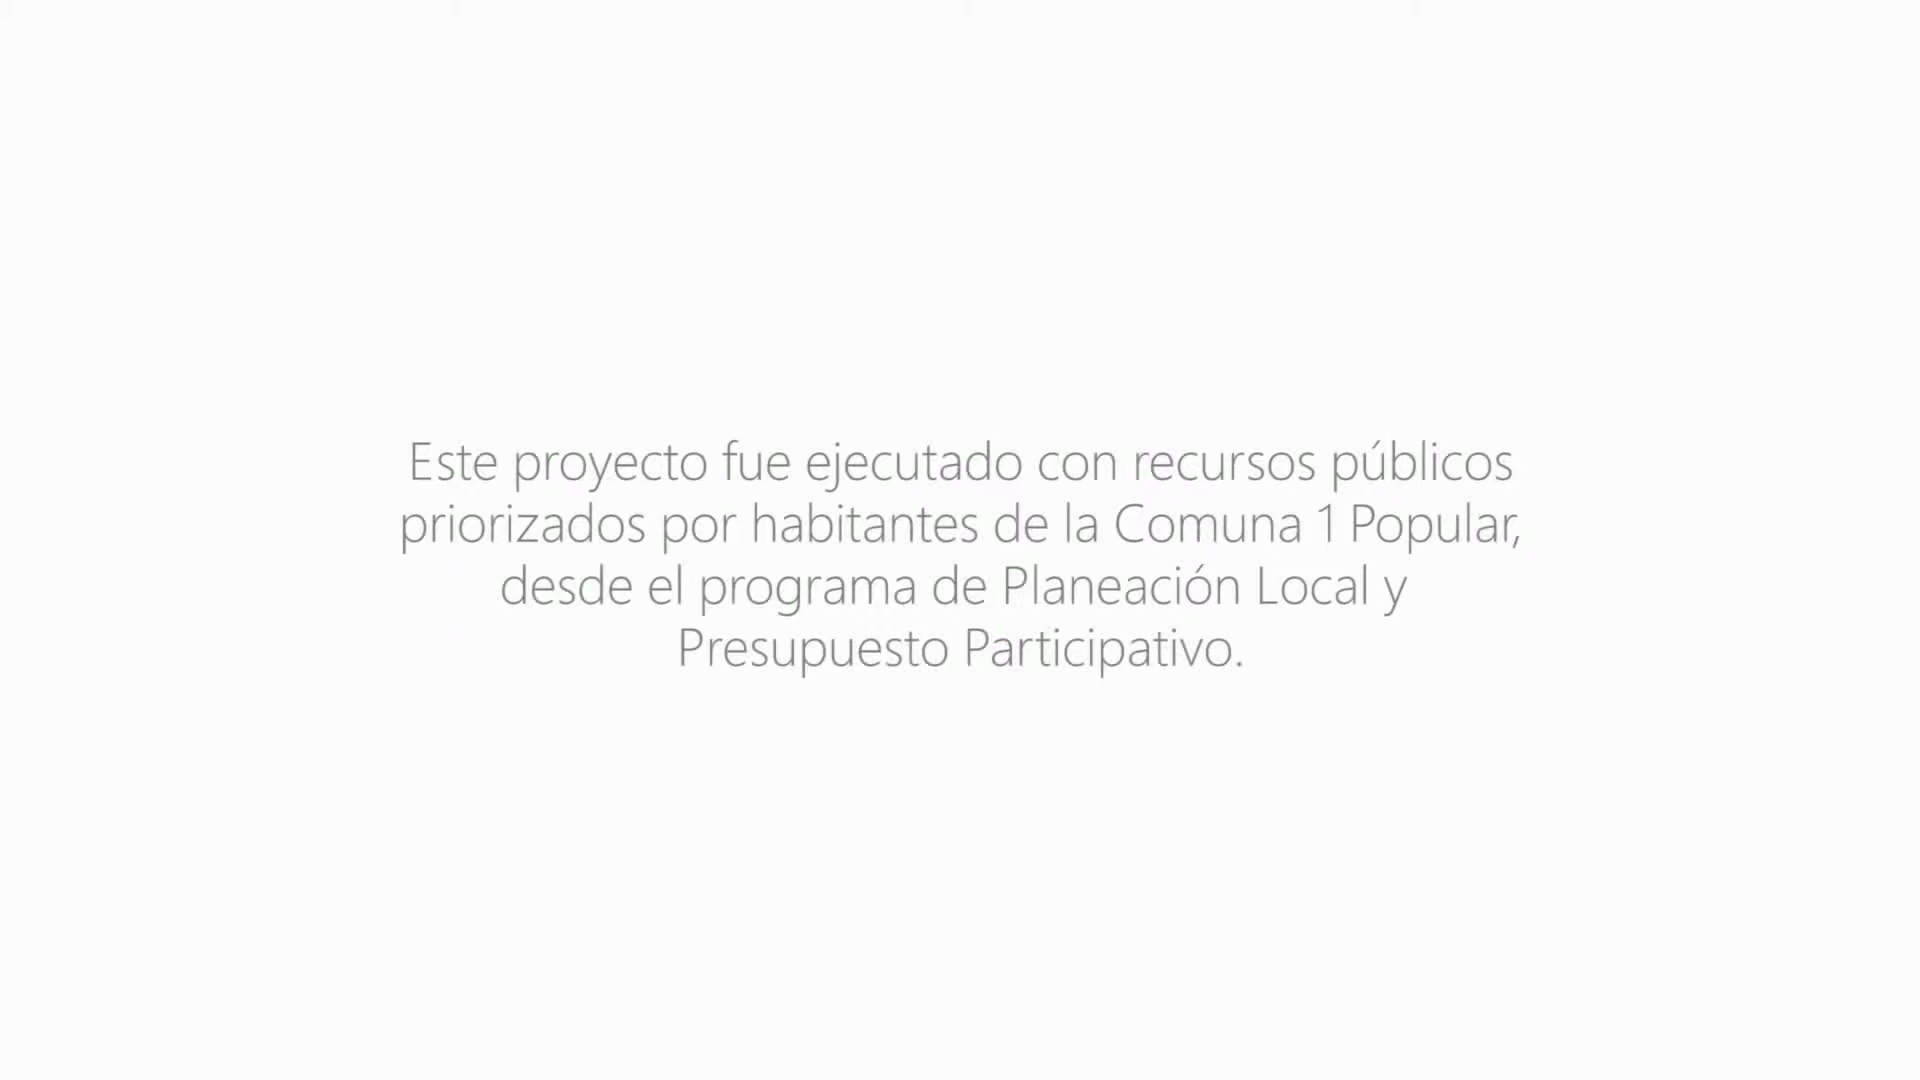 Este proyecto fue ejecutado con recursos públicos
priorizados por habitantes de la Comuna 1 Popular,
desde el programa de Planeación Local y
Presupuesto Participativo.